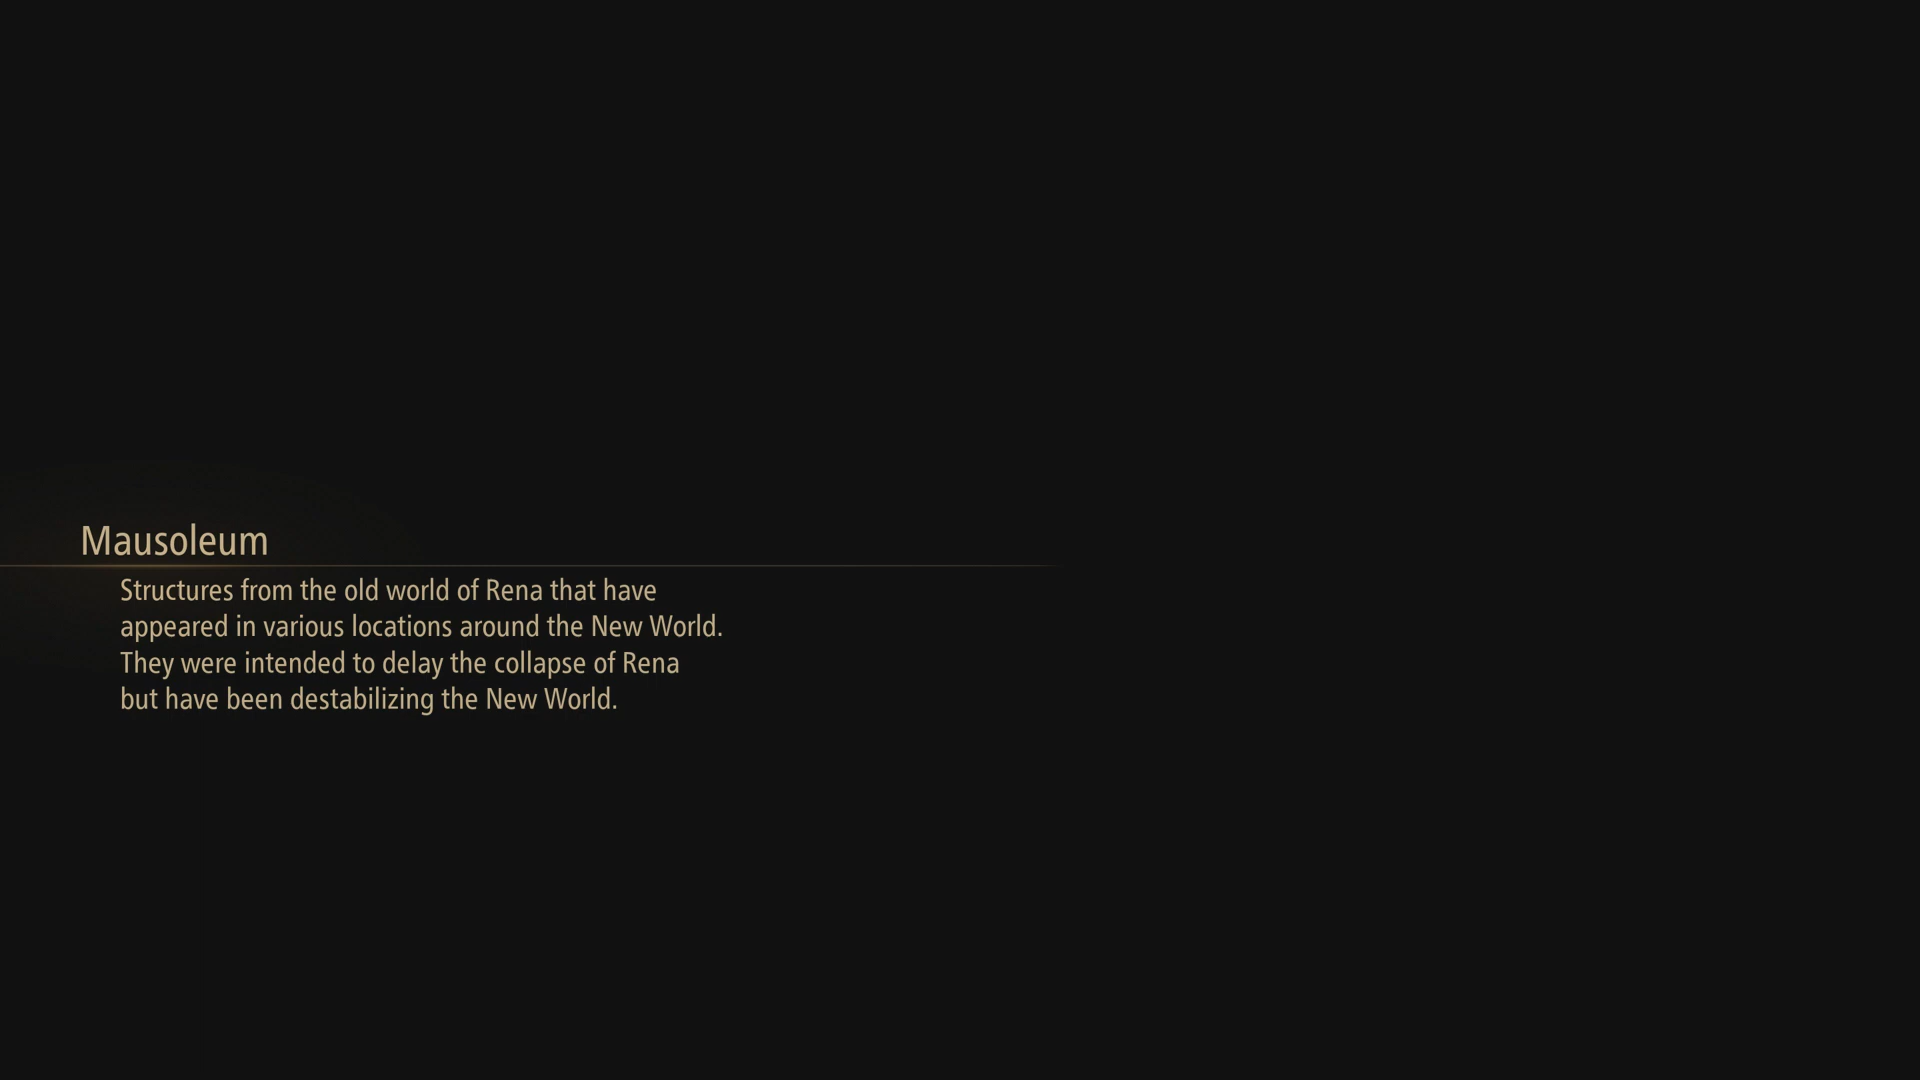 Mausoleum
Structures from the old world of Rena that have
appeared in various locations around the New World.
They were intended to delay the collapse of Rena
but have been destabilizing the New World.